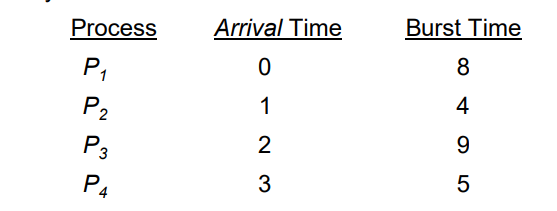 Process Arrival Time Burst Time
P1 0 8
P2 1 4
P3 2 9
P4 3 5